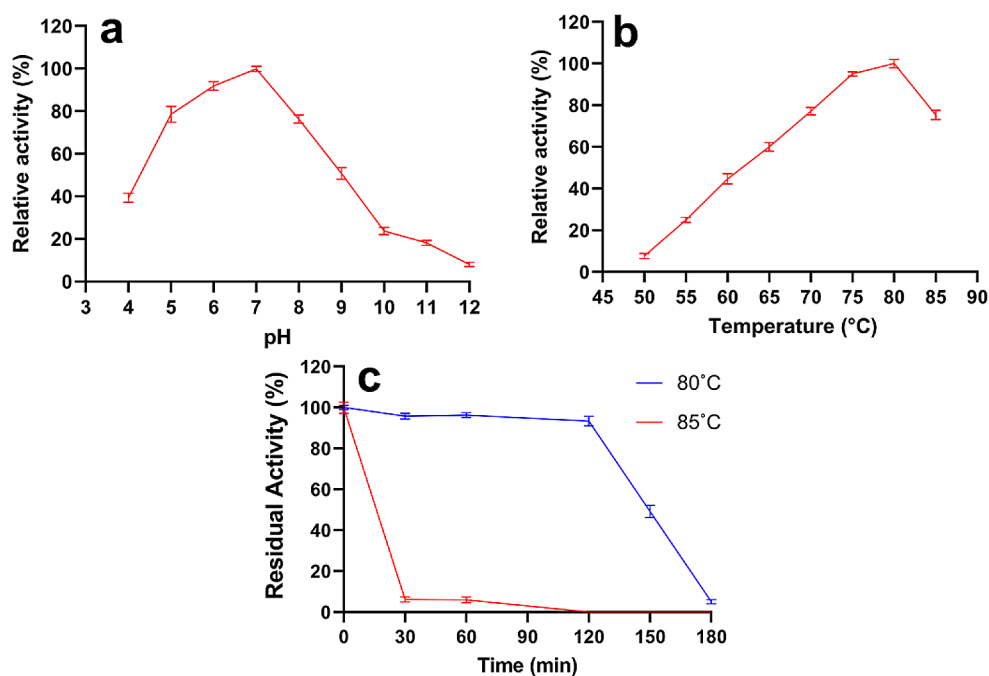 a
Relative activity (%)
120
100
80
60
40
20
0
3 4 5 6 7 8 9 10 11 12
pH
b
Relative activity (%)
120
100
80
60
40
20
0
45 50 55 60 65 70 75 80 85 90
Temperature (°C)
c
Residual Activity (%)
120
100
80
60
40
20
0
0 30 60 90 120 150 180
Time (min)
80˚C
85˚C